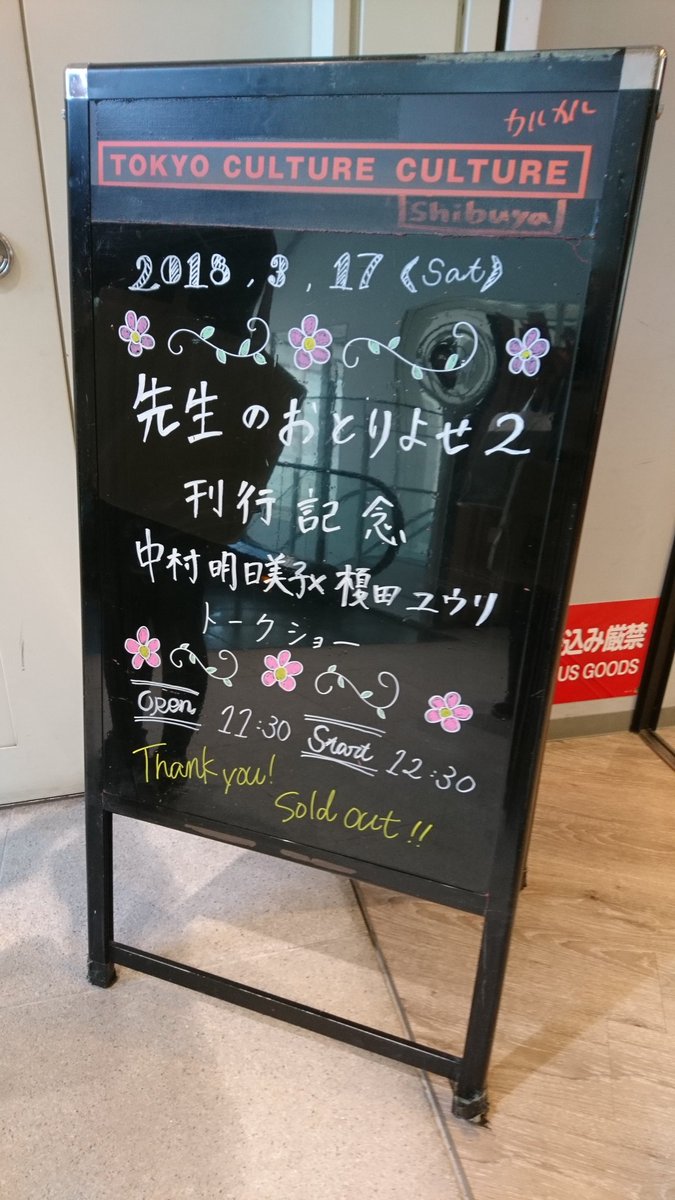 カルカル
TOKYO CULTURE CULTURE
Shibuya
2018.3.17《Sat》
先生のおとりよせ2
刊行記念
中村明日美子×榎田ユウリ
トークショー
Open 11:30 Start 12:30
Thank you!
Sold out!!
込み厳禁
US GOODS